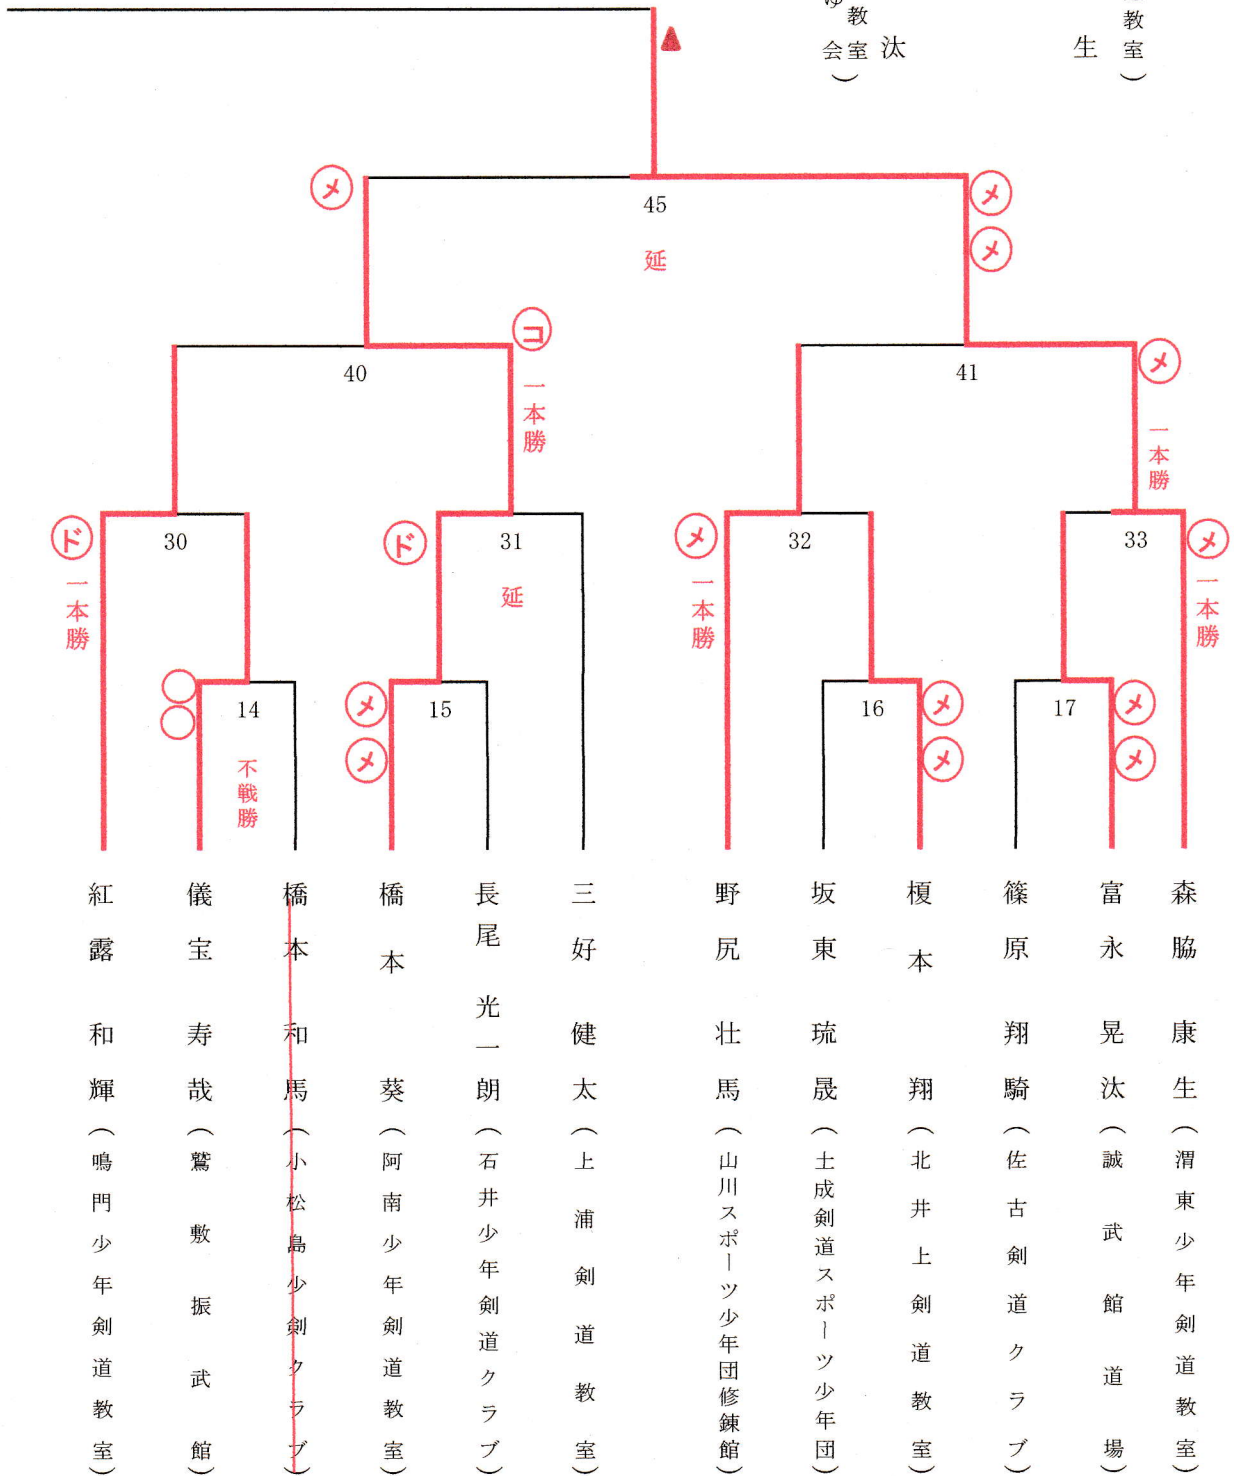 教室）
生
汰
教室
会）
メ
メ
メ
45
延
コ
一本勝
40
メ
一本勝
41
ド
一本勝
30
ド
31
延
メ
一本勝
32
メ
一本勝
33
14
不戦勝
メ
メ
15
16
メ
メ
17
メ
メ
紅露和輝（鳴門少年剣道教室）
儀宝寿哉（鷲敷振武館）
橋本和馬（小松島少剣クラブ）
橋本葵（阿南少年剣道教室）
長尾光一朗（石井少年剣道クラブ）
三好健太（上浦剣道教室）
野尻壮馬（山川スポーツ少年団修錬館）
坂東琉晟（土成剣道スポーツ少年団）
榎本翔（北井上剣道教室）
篠原翔騎（佐古剣道クラブ）
富永晃汰（誠武館道場）
森脇康生（渭東少年剣道教室）